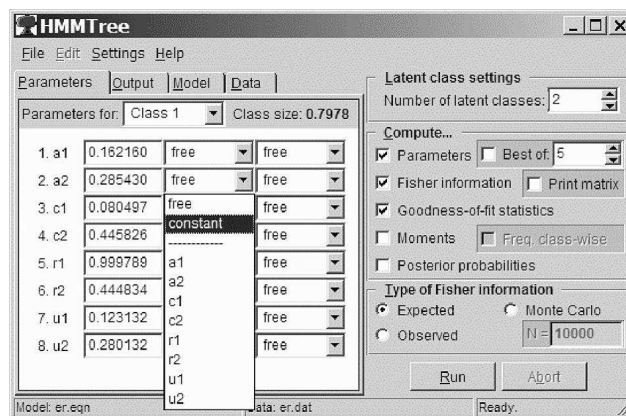 HMMTree
File Edit Settings Help
Parameters Output Model Data
Parameters for: Class 1 Class size: 0.7978
1. a1 0.162160 free free
2. a2 0.285430 free free
3. c1 0.080497 free
4. c2 0.445826 free
5. r1 0.999789 free
6. r2 0.444834 free
7. u1 0.123132 free
8. u2 0.280132 free
free
constant
------------
a1
a2
c1
c2
r1
r2
u1
u2
Latent class settings
Number of latent classes: 2
Compute...
Parameters Best of: 5
Fisher information Print matrix
Goodness-of-fit statistics
Moments Freq. class-wise
Posterior probabilities
Type of Fisher information
Expected Monte Carlo
Observed N = 10000
Run Abort
Model: er.eqn Data: er.dat Ready.